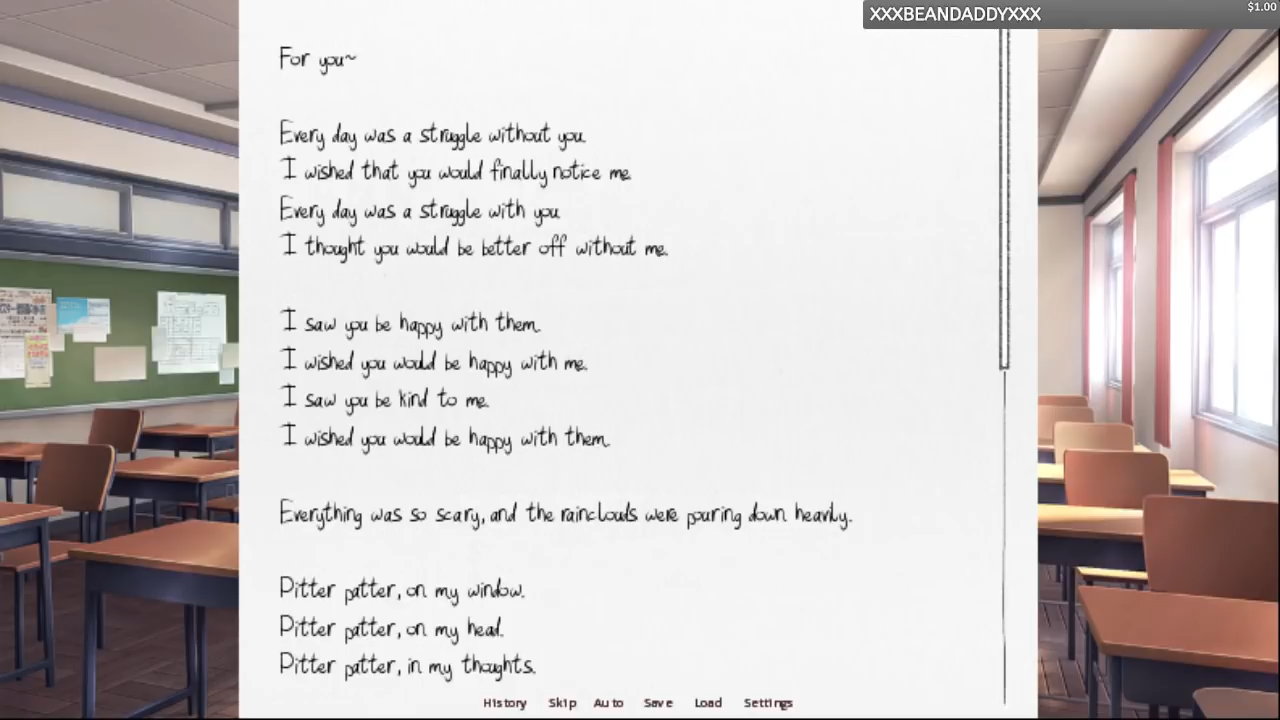 XXXBEANDADDYXXX
$1.00
For you~
Every day was a struggle without you.
I wished that you would finally notice me.
Every day was a struggle with you
I thought you would be better off without me.
I saw you be happy with them.
I wished you would be happy with me.
I saw you be kind to me.
I wished you would be happy with them.
Everything was so scary, and the rainclouds were pouring down heavily.
Pitter patter, on my window.
Pitter patter, on my head.
Pitter patter, in my thoughts.
History Skip Auto Save Load Settings